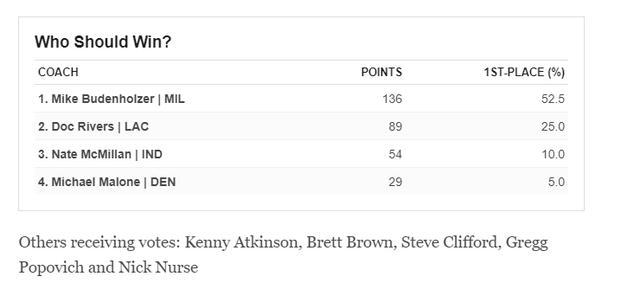 Who Should Win?
COACH POINTS 1ST-PLACE (%)
1. Mike Budenholzer | MIL 136 52.5
2. Doc Rivers | LAC 89 25.0
3. Nate McMillan | IND 54 10.0
4. Michael Malone | DEN 29 5.0
Others receiving votes: Kenny Atkinson, Brett Brown, Steve Clifford, Gregg
Popovich and Nick Nurse